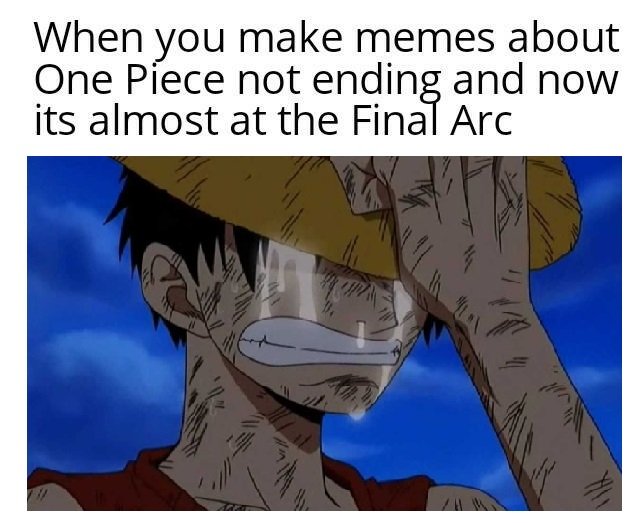 When you make memes about
One Piece not ending and now
its almost at the Final Arc